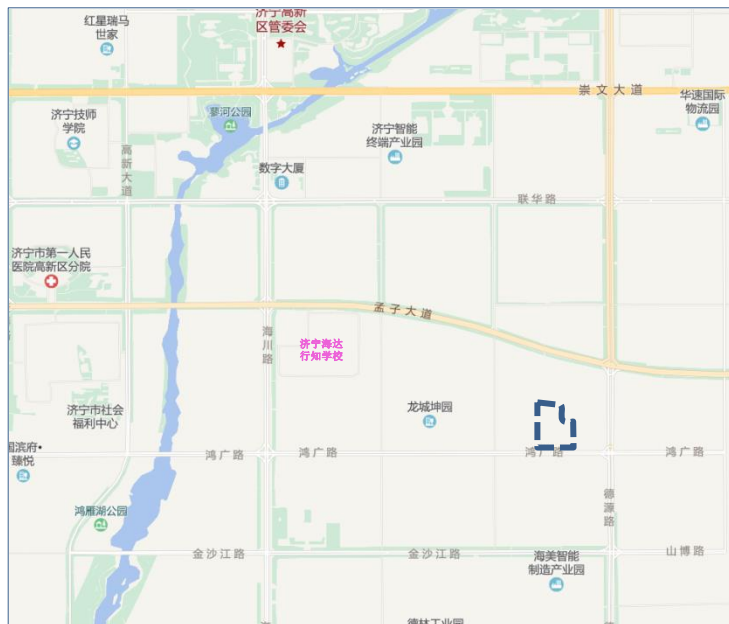 红星瑞马
世家
济宁高新
区管委会
崇文大道
华速国际
物流园
济宁技师
学院
蓼河公园
济宁智能
终端产业园
高新大道
数字大厦
联华路
济宁市第一人民
医院高新区分院
孟子大道
海川路
济宁海达
行知学校
济宁市社会
福利中心
龙城坤园
国滨府•
臻悦
鸿广路
鸿广路
鸿广路
鸿广路
德源路
鸿雁湖公园
金沙江路
金沙江路
海美智能
制造产业园
山博路
德林工业园